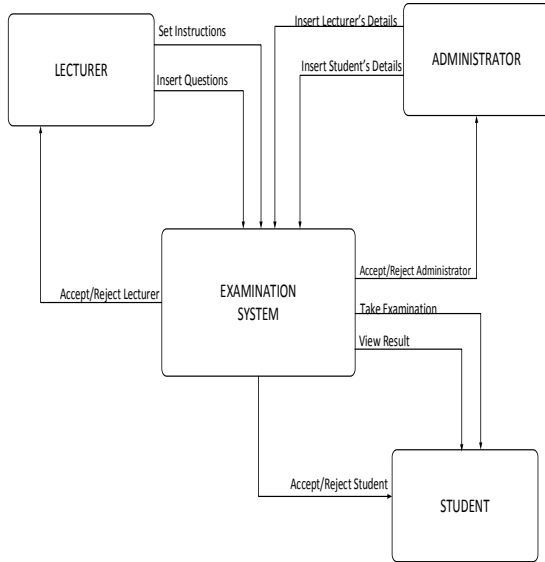 Insert Lecturer's Details
Set Instructions
LECTURER
ADMINISTRATOR
Insert Questions
Insert Student's Details
Accept/Reject Administrator
Accept/Reject Lecturer
EXAMINATION
SYSTEM
Take Examination
View Result
Accept/Reject Student
STUDENT